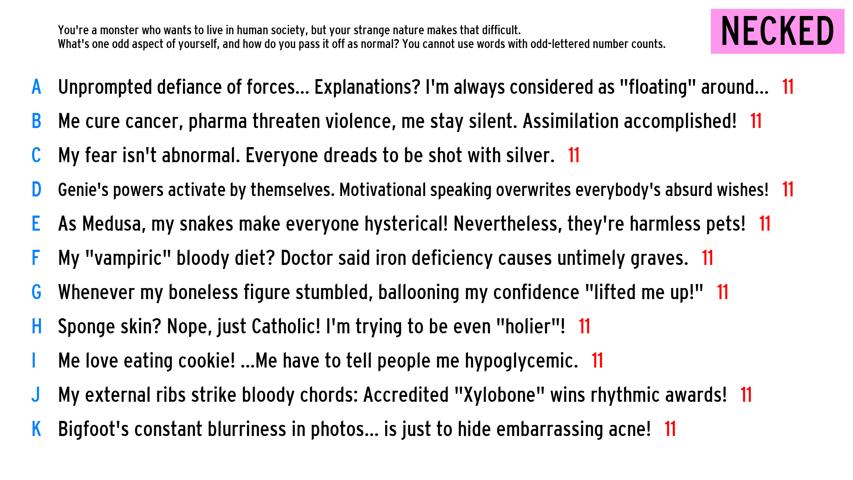 You're a monster who wants to live in human society, but your strange nature makes that difficult.
What's one odd aspect of yourself, and how do you pass it off as normal? You cannot use words with odd-lettered number counts.
NECKED
A Unprompted defiance of forces... Explanations? I'm always considered as "floating" around... 11
B Me cure cancer, pharma threaten violence, me stay silent. Assimilation accomplished! 11
C My fear isn't abnormal. Everyone dreads to be shot with silver. 11
D Genie's powers activate by themselves. Motivational speaking overwrites everybody's absurd wishes! 11
E As Medusa, my snakes make everyone hysterical! Nevertheless, they're harmless pets! 11
F My "vampiric" bloody diet? Doctor said iron deficiency causes untimely graves. 11
G Whenever my boneless figure stumbled, ballooning my confidence "lifted me up!" 11
H Sponge skin? Nope, just Catholic! I'm trying to be even "holier"! 11
I Me love eating cookie! ...Me have to tell people me hypoglycemic. 11
J My external ribs strike bloody chords: Accredited "Xylobone" wins rhythmic awards! 11
K Bigfoot's constant blurriness in photos... is just to hide embarrassing acne! 11